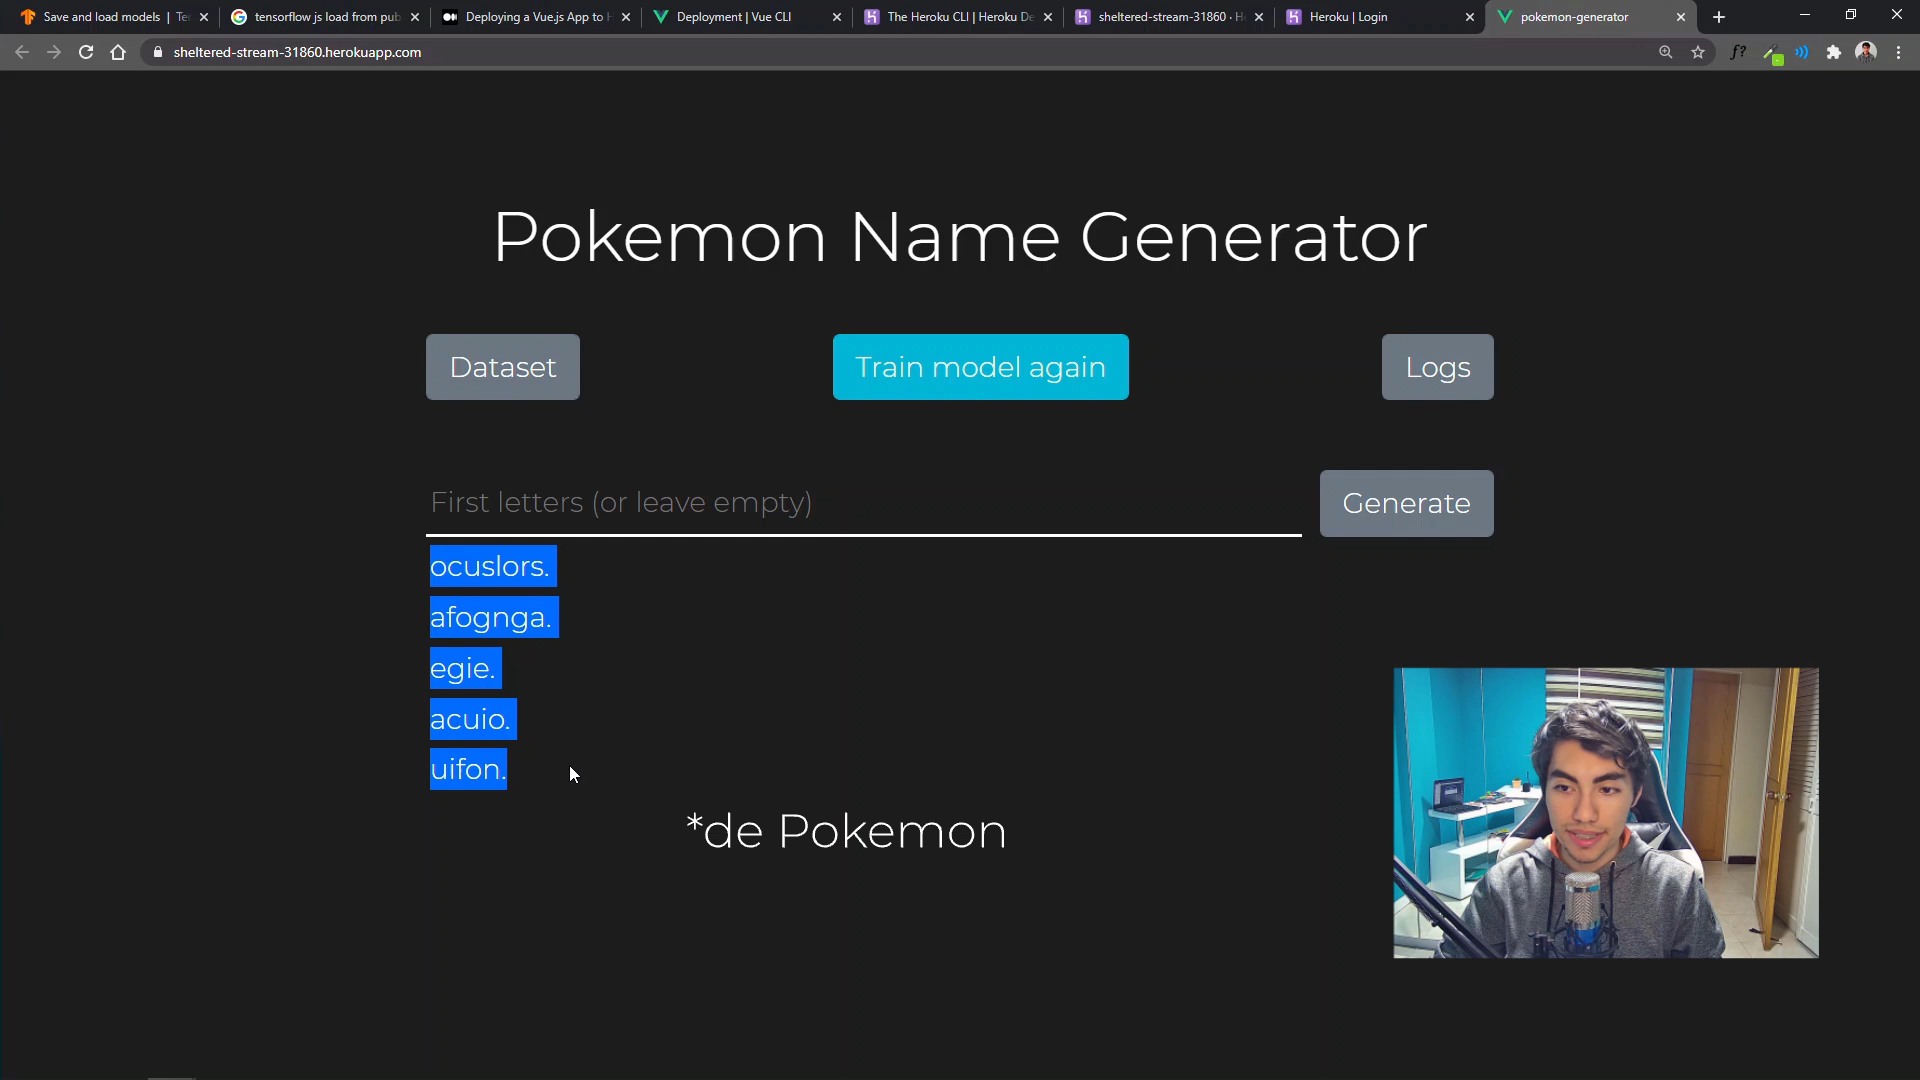 Save and load models | Te
tensorflow js load from pub
Deploying a Vue.js App to H
Deployment | Vue CLI
The Heroku CLI | Heroku De
sheltered-stream-31860 · H
Heroku | Login
pokemon-generator
sheltered-stream-31860.herokuapp.com
f?
Pokemon Name Generator
Dataset
Train model again
Logs
First letters (or leave empty)
Generate
ocuslors.
afognga.
egie.
acuio.
uifon.
*de Pokemon